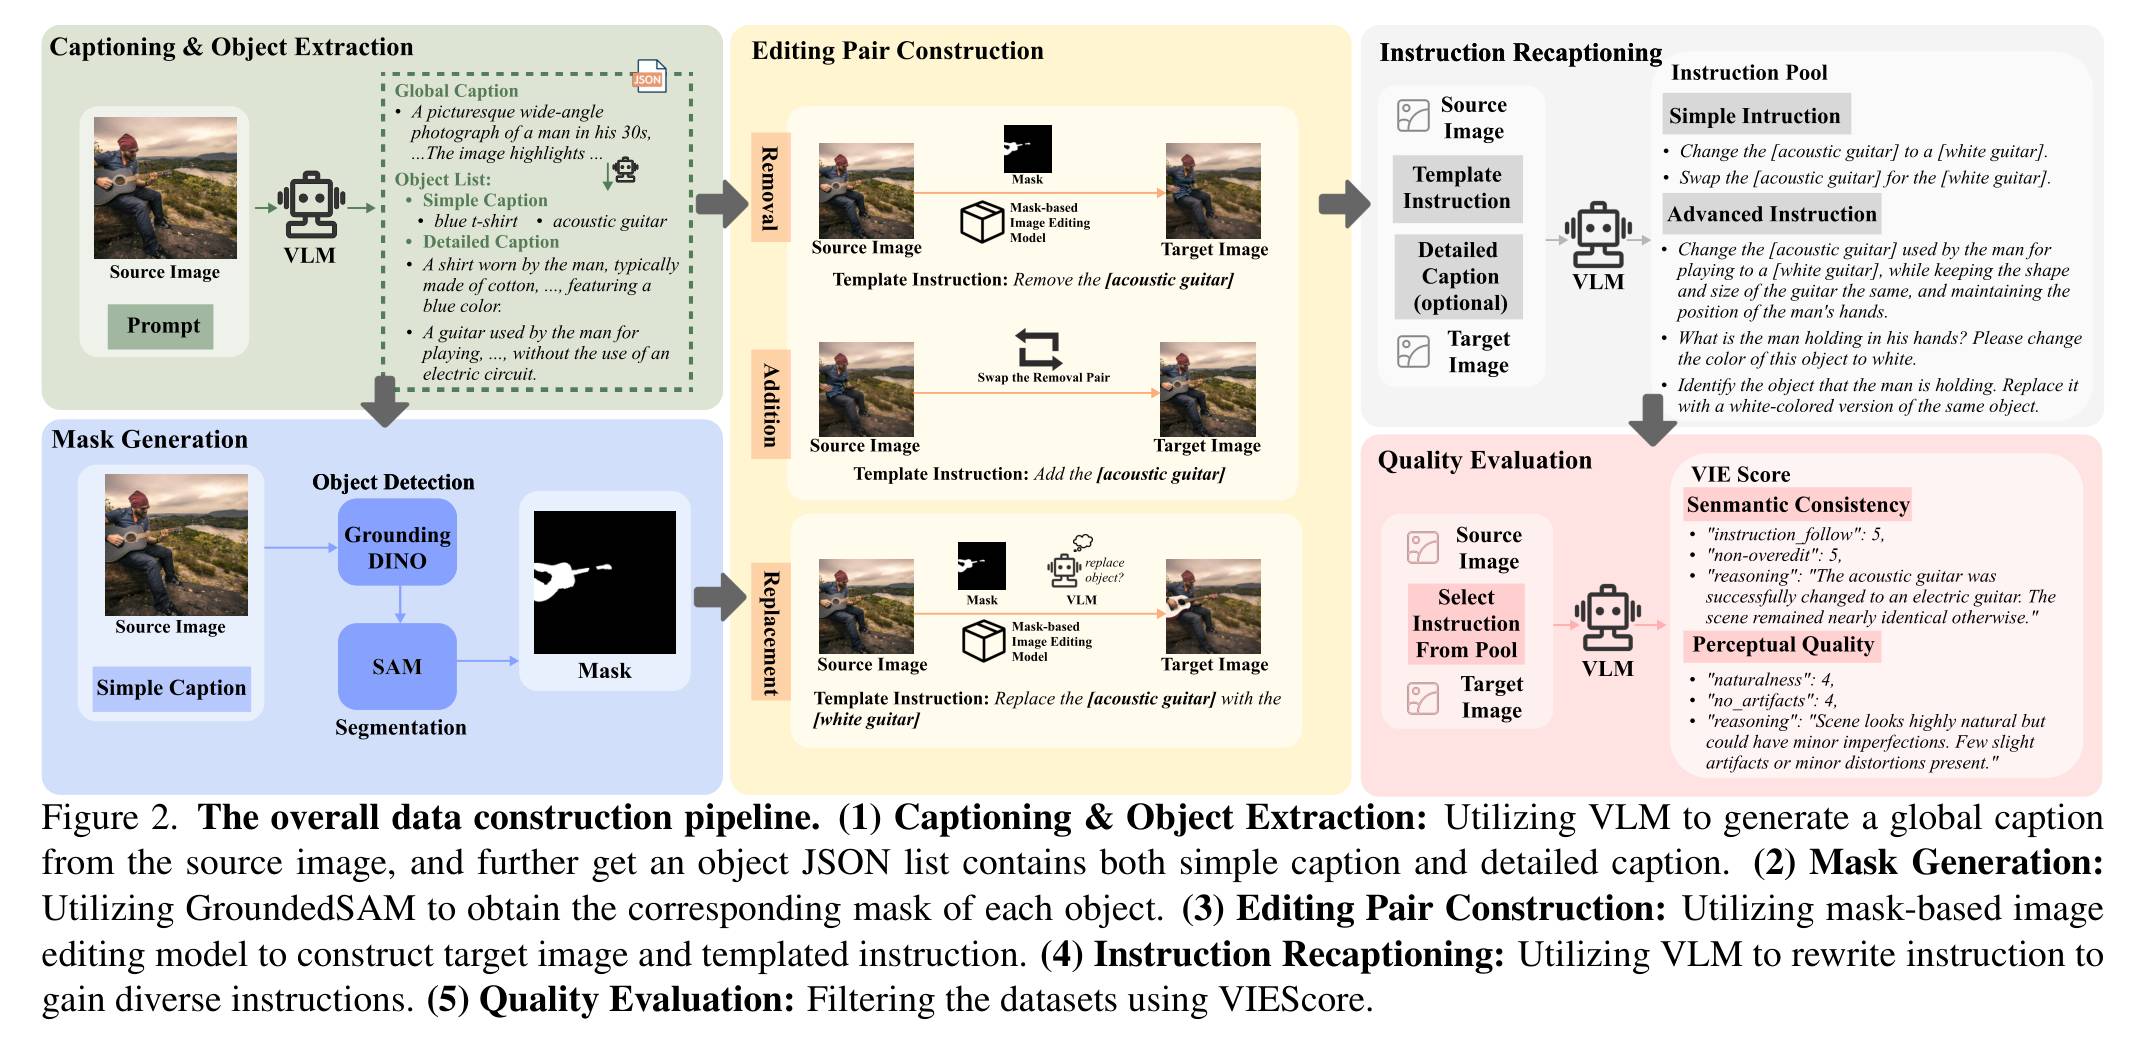 Captioning & Object Extraction
Source Image
Prompt
VLM
JSON
Global Caption
• A picturesque wide-angle
photograph of a man in his 30s,
...The image highlights ...
Object List:
• Simple Caption
• blue t-shirt • acoustic guitar
• Detailed Caption
• A shirt worn by the man, typically
made of cotton, ..., featuring a
blue color.
• A guitar used by the man for
playing, ..., without the use of an
electric circuit.
Mask Generation
Source Image
Simple Caption
Object Detection
Grounding
DINO
SAM
Segmentation
Mask
Editing Pair Construction
Removal
Source Image
Mask
Mask-based
Image Editing
Model
Target Image
Template Instruction: Remove the [acoustic guitar]
Addition
Source Image
Swap the Removal Pair
Target Image
Template Instruction: Add the [acoustic guitar]
Replacement
Source Image
Mask
replace
object?
VLM
Mask-based
Image Editing
Model
Target Image
Template Instruction: Replace the [acoustic guitar] with the
[white guitar]
Instruction Recaptioning
Source
Image
Template
Instruction
Detailed
Caption
(optional)
Target
Image
VLM
Instruction Pool
Simple Intruction
• Change the [acoustic guitar] to a [white guitar].
• Swap the [acoustic guitar] for the [white guitar].
Advanced Instruction
• Change the [acoustic guitar] used by the man for
playing to a [white guitar], while keeping the shape
and size of the guitar the same, and maintaining the
position of the man's hands.
• What is the man holding in his hands? Please change
the color of this object to white.
• Identify the object that the man is holding. Replace it
with a white-colored version of the same object.
Quality Evaluation
Source
Image
Select
Instruction
From Pool
Target
Image
VLM
VIE Score
Senmantic Consistency
• "instruction_follow": 5,
• "non-overedit": 5,
• "reasoning": "The acoustic guitar was
successfully changed to an electric guitar. The
scene remained nearly identical otherwise."
Perceptual Quality
• "naturalness": 4,
• "no_artifacts": 4,
• "reasoning": "Scene looks highly natural but
could have minor imperfections. Few slight
artifacts or minor distortions present."
Figure 2. The overall data construction pipeline. (1) Captioning & Object Extraction: Utilizing VLM to generate a global caption
from the source image, and further get an object JSON list contains both simple caption and detailed caption. (2) Mask Generation:
Utilizing GroundedSAM to obtain the corresponding mask of each object. (3) Editing Pair Construction: Utilizing mask-based image
editing model to construct target image and templated instruction. (4) Instruction Recaptioning: Utilizing VLM to rewrite instruction to
gain diverse instructions. (5) Quality Evaluation: Filtering the datasets using VIEScore.